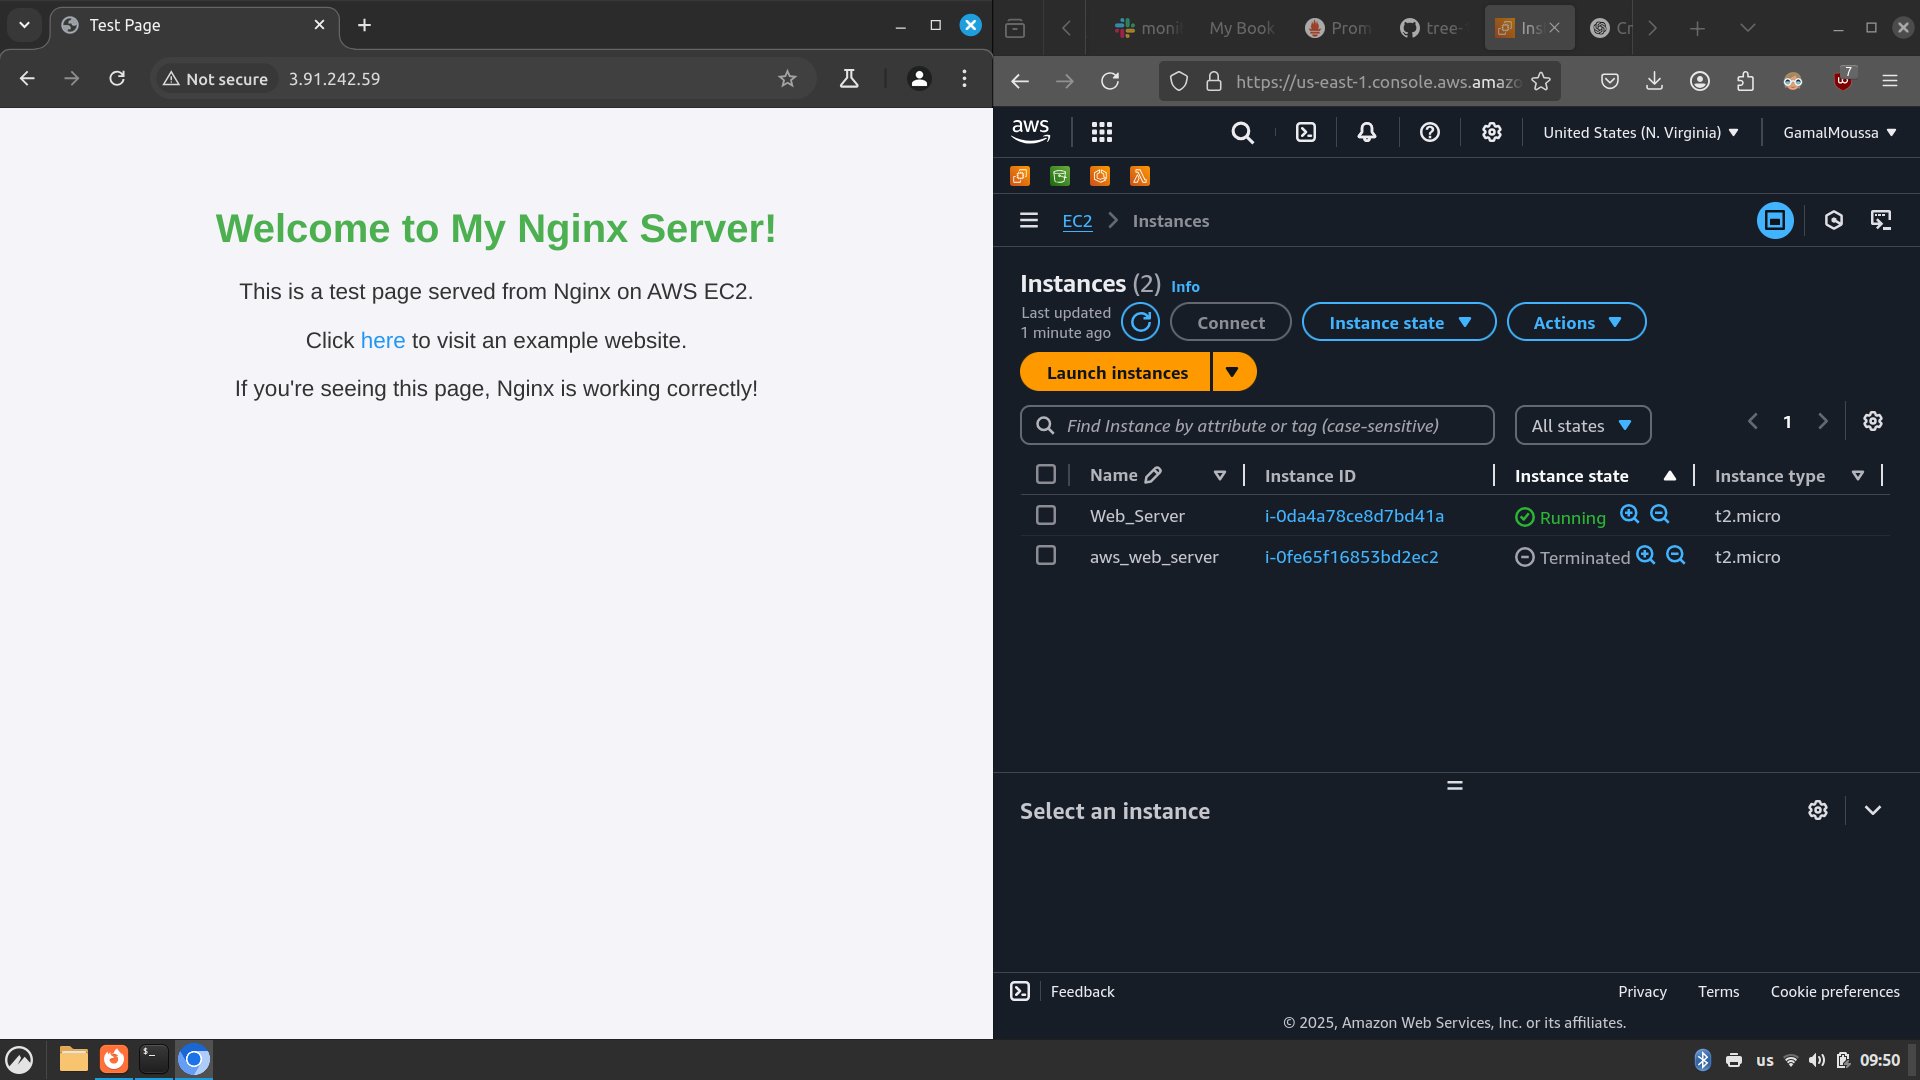 Test Page
Not secure
3.91.242.59
Welcome to My Nginx Server!
This is a test page served from Nginx on AWS EC2.
Click here to visit an example website.
If you're seeing this page, Nginx is working correctly!
moni
My Book
Prom
tree-
Ins
Cr
https://us-east-1.console.aws.amazo
7
aws
United States (N. Virginia)
GamalMoussa
EC2
Instances
Instances (2) Info
Last updated
1 minute ago
Connect
Instance state
Actions
Launch instances
Find Instance by attribute or tag (case-sensitive)
All states
1
Name Instance ID Instance state Instance type
Web_Server i-0da4a78ce8d7bd41a Running t2.micro
aws_web_server i-0fe65f16853bd2ec2 Terminated t2.micro
Select an instance
Feedback
Privacy
Terms
Cookie preferences
© 2025, Amazon Web Services, Inc. or its affiliates.
us
09:50